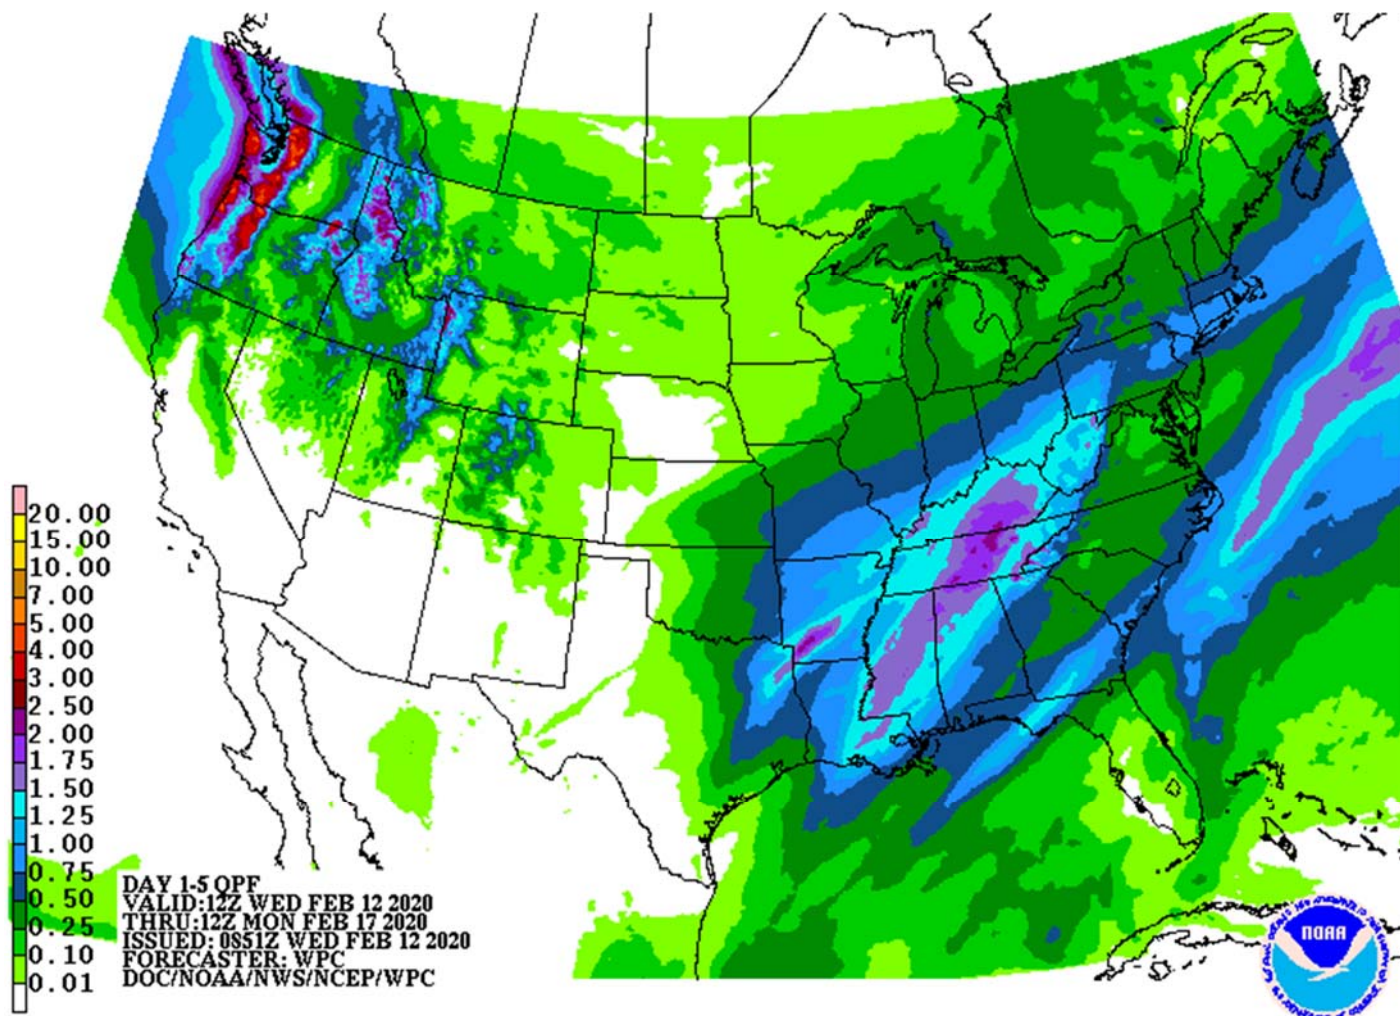 20.00
15.00
10.00
7.00
5.00
4.00
3.00
2.50
2.00
1.75
1.50
1.25
1.00
0.75
0.50
0.25
0.10
0.01
DAY 1-5 QPF
VALID:12Z WED FEB 12 2020
THRU:12Z MON FEB 17 2020
ISSUED: 0851Z WED FEB 12 2020
FORECASTER: WPC
DOC/NOAA/NWS/NCEP/WPC
NOAA